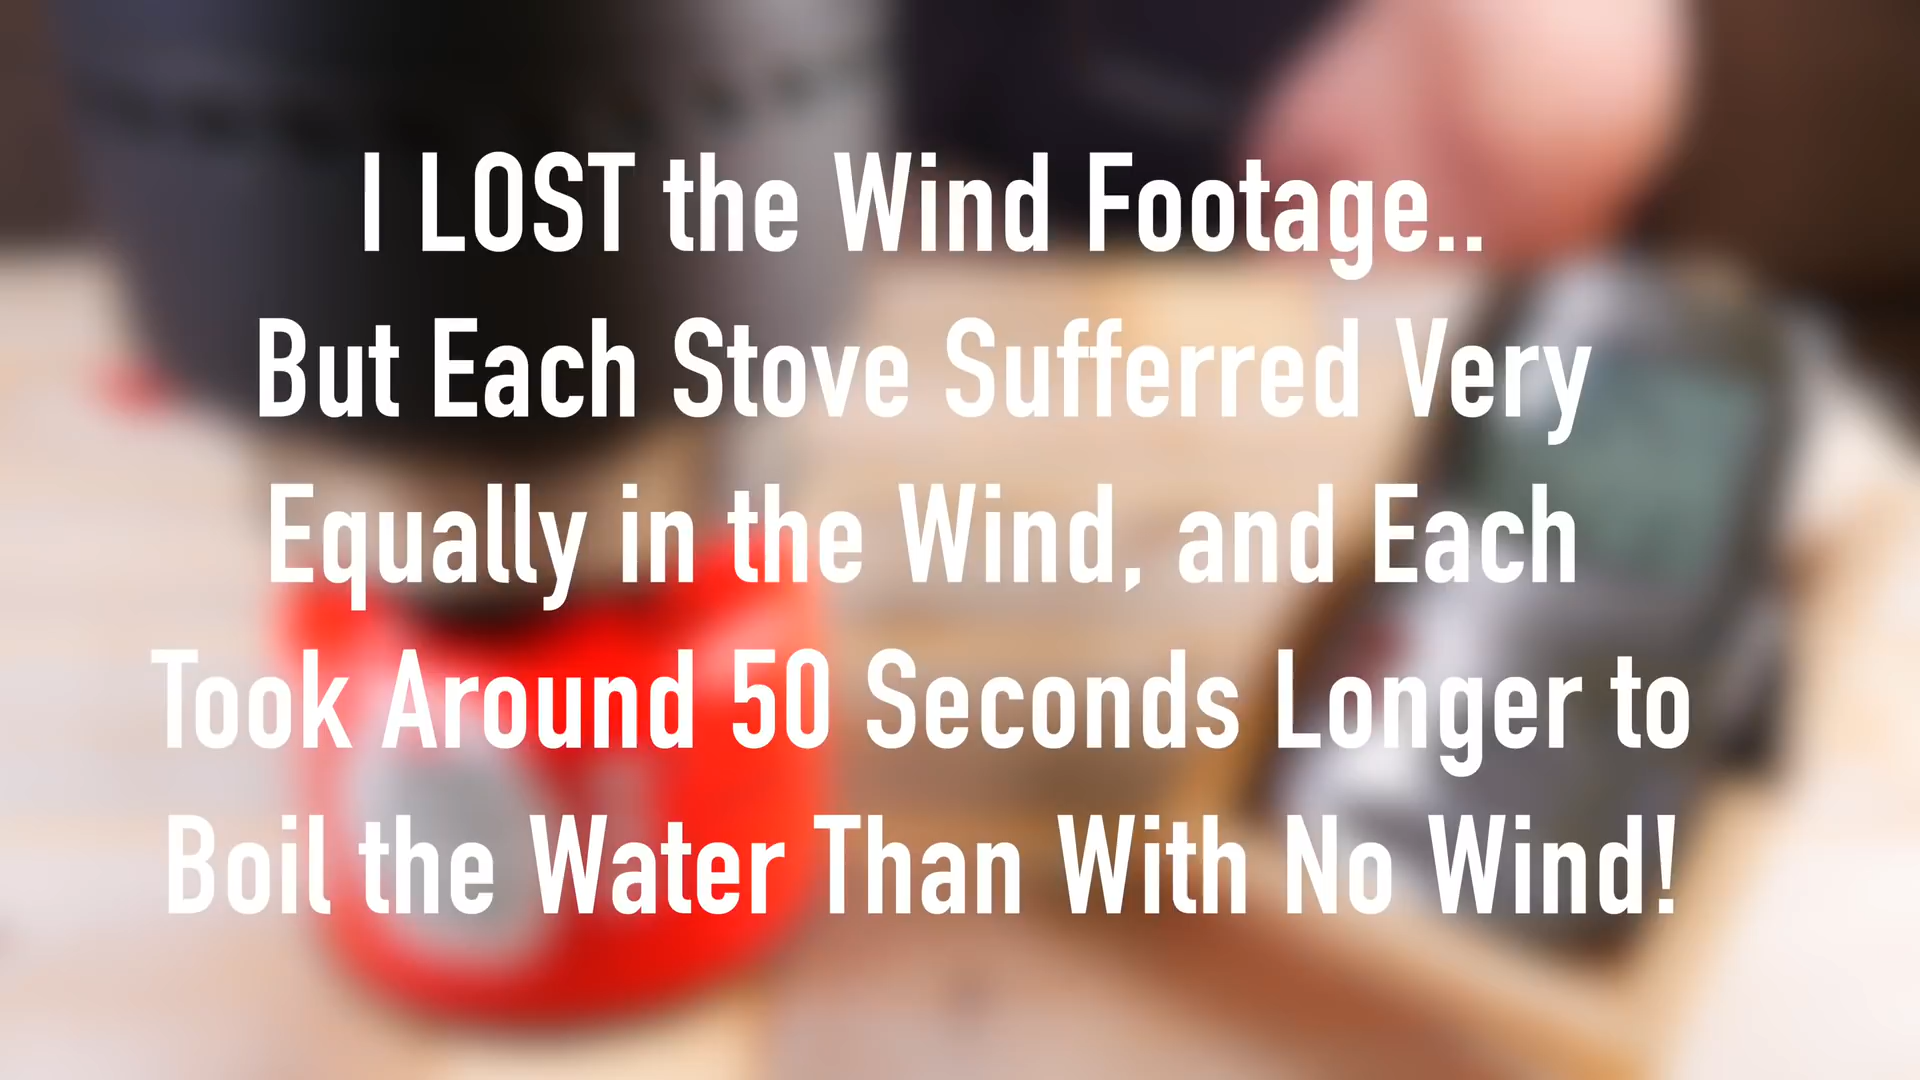 I LOST the Wind Footage..
But Each Stove Sufferred Very
Equally in the Wind, and Each
Took Around 50 Seconds Longer to
Boil the Water Than With No Wind!